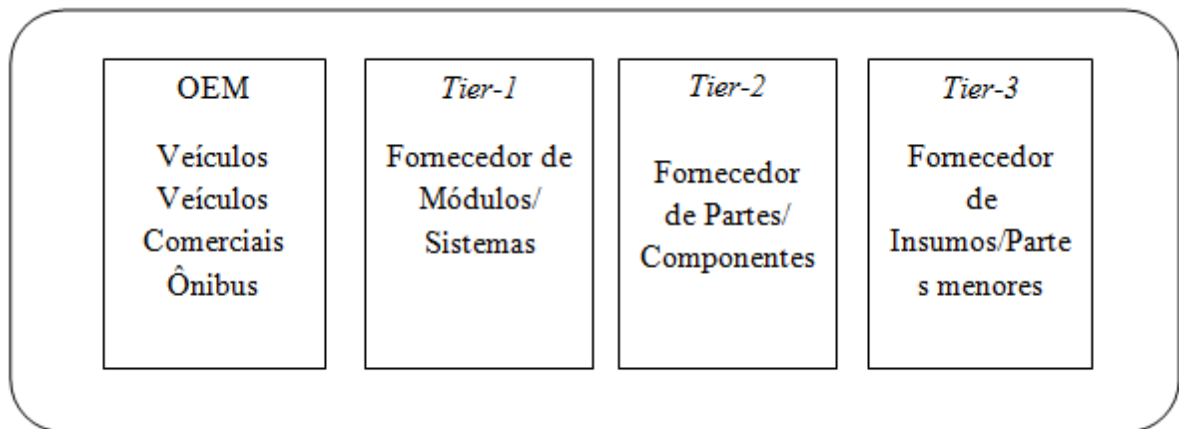 OEM
Veículos
Veículos
Comerciais
Ônibus
Tier-1
Fornecedor de
Módulos/
Sistemas
Tier-2
Fornecedor
de Partes/
Componentes
Tier-3
Fornecedor
de
Insumos/Parte
s menores